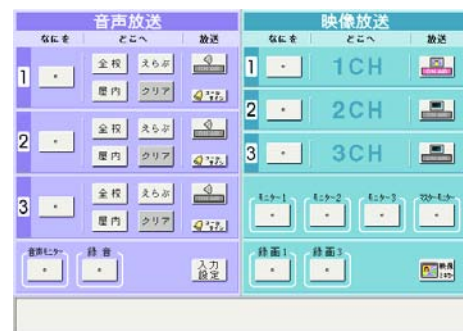 音声放送
なにを どこへ 放送
1 全校 えらぶ
屋内 クリア
2 全校 えらぶ
屋内 クリア
3 全校 えらぶ
屋内 クリア
音声モニター 録音
入力
設定
映像放送
なにを どこへ 放送
1 1CH
2 2CH
3 3CH
モニター1 モニター2 モニター3 マスターモニター
録画1 録画3
映像